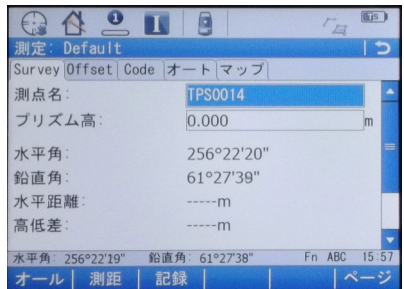 1
I
測定: Default
Survey Offset Code オート マップ
測点名: TPS0014
プリズム高: 0.000 m
水平角: 256°22'20"
鉛直角: 61°27'39"
水平距離: -----m
高低差: -----m
水平角: 256°22'19" 鉛直角: 61°27'38" Fn ABC 15:57
オール 測距 記録 ページ